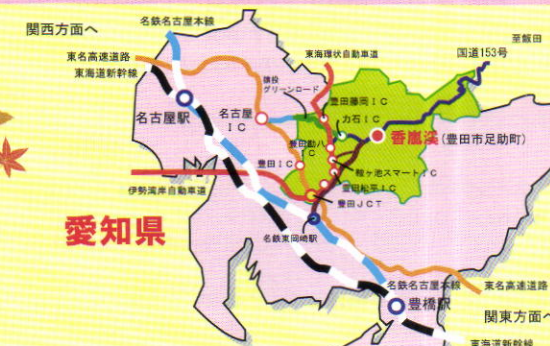 関西方面へ
名鉄名古屋本線
至飯田
国道153号
東名高速道路
東海道新幹線
東海環状自動車道
猿投
グリーンロード
豊田藤岡IC
名古屋駅
名古屋
IC
力石IC
香嵐渓(豊田市足助町)
豊田勘八
IC
豊田IC
鞍ケ池スマートIC
豊田松平IC
伊勢湾岸自動車道
豊田JCT
愛知県
名鉄東岡崎駅
名鉄名古屋本線
東名高速道路
豊橋駅
関東方面へ
東海道新幹線